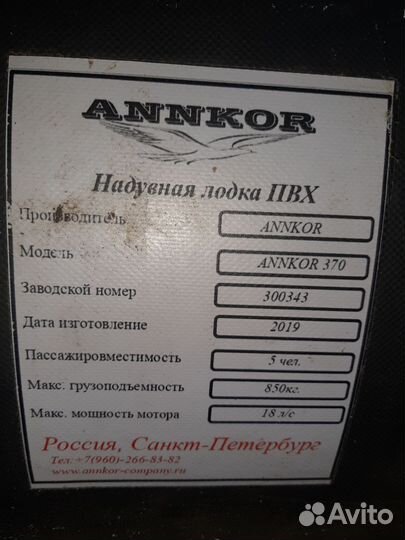 ANNKOR
Надувная лодка ПВХ
Производитель ANNKOR
Модель ANNKOR 370
Заводской номер 300343
Дата изготовление 2019
Пассажировместимость 5 чел.
Макс. грузоподъемность 850кг.
Макс. мощность мотора 18 л/с
Россия, Санкт-Петербург
Тел:+7(960)-266-83-82
www.annkor-company.ru
Avito